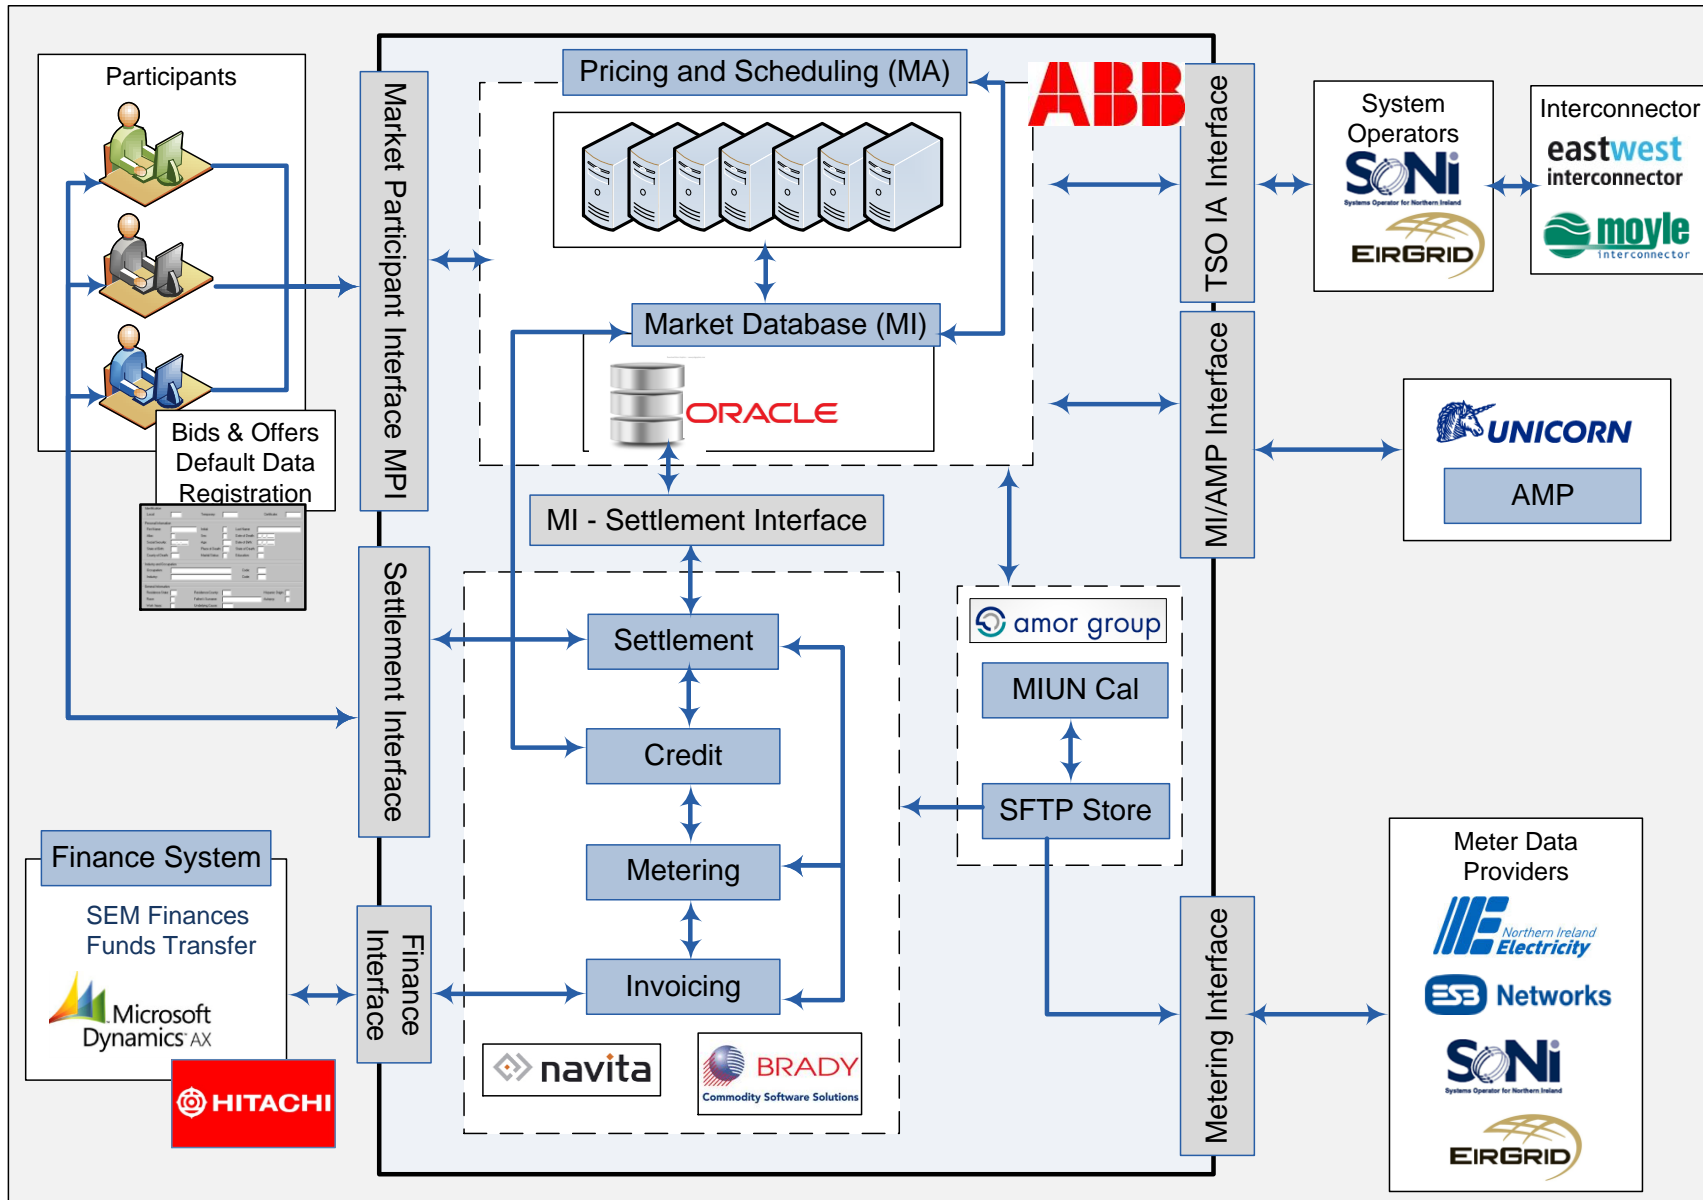 Participants
Bids & Offers
Default Data
Registration
Market Participant Interface MPI
Settlement Interface
Finance
Interface
Finance System
SEM Finances
Funds Transfer
Microsoft
Dynamics AX
HITACHI
Pricing and Scheduling (MA)
ABB
Market Database (MI)
ORACLE
MI - Settlement Interface
Settlement
Credit
Metering
Invoicing
navita
BRADY
Commodity Software Solutions
amor group
MIUN Cal
SFTP Store
TSO IA Interface
MI/AMP Interface
Metering Interface
System
Operators
SONi
Systems Operator for Northern Ireland
EIRGRID
Interconnector
eastwest
interconnector
moyle
interconnector
UNICORN
AMP
Meter Data
Providers
Northern Ireland
Electricity
ESB Networks
SONi
Systems Operator for Northern Ireland
EIRGRID